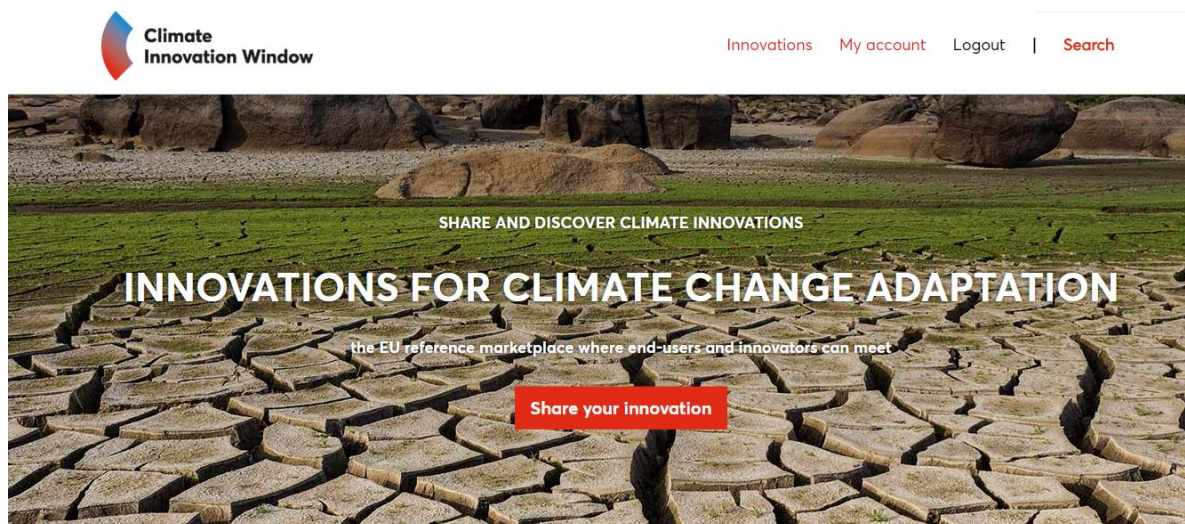 Climate
Innovation Window
Innovations My account Logout | Search
SHARE AND DISCOVER CLIMATE INNOVATIONS
INNOVATIONS FOR CLIMATE CHANGE ADAPTATION
the EU reference marketplace where end-users and innovators can meet
Share your innovation